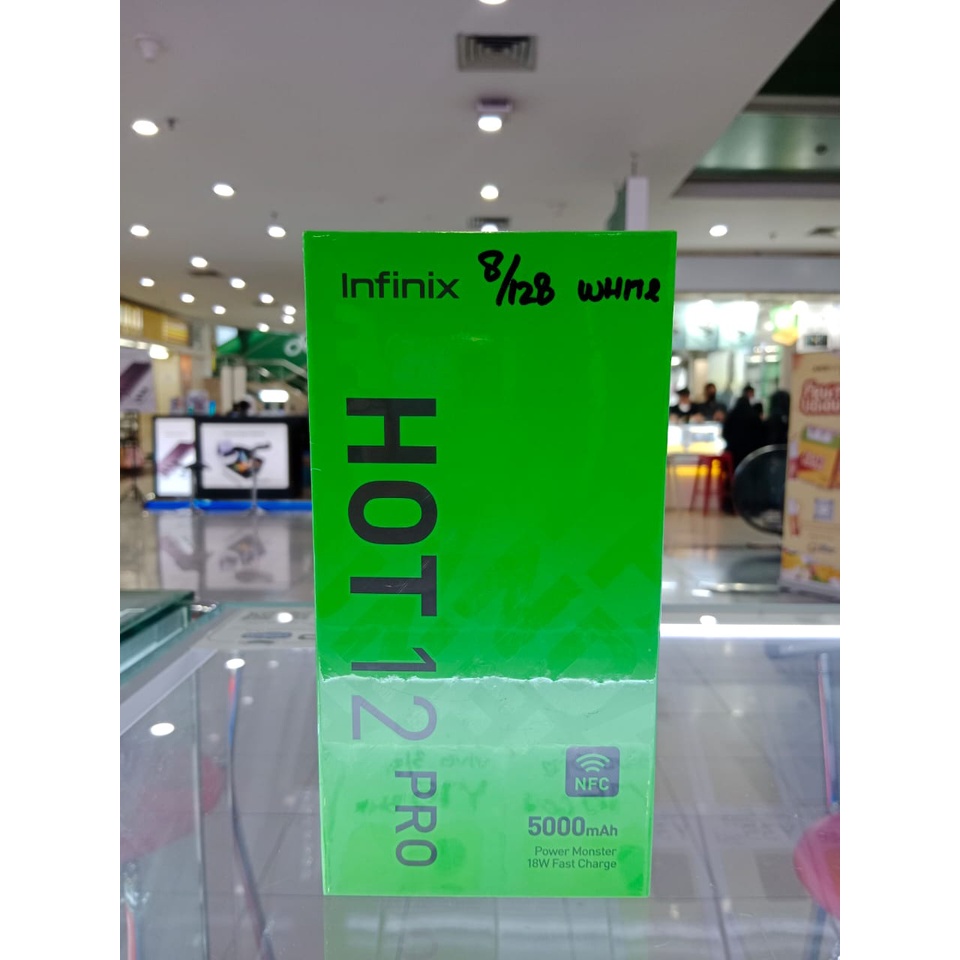 Infinix 8/128 WHITE
HOT 12 PRO
NFC
5000mAh
Power Monster
18W Fast Charge